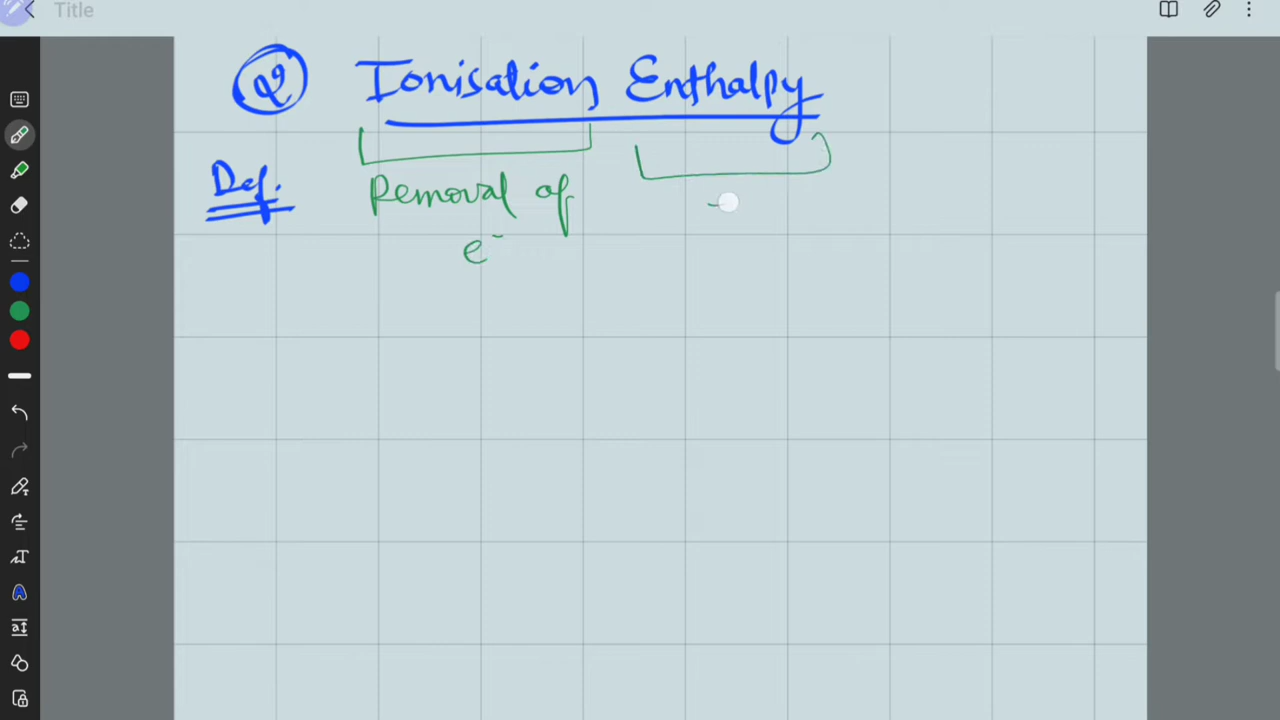 Title
Q Ionisation Enthalpy
Def. Removal of
e⁻